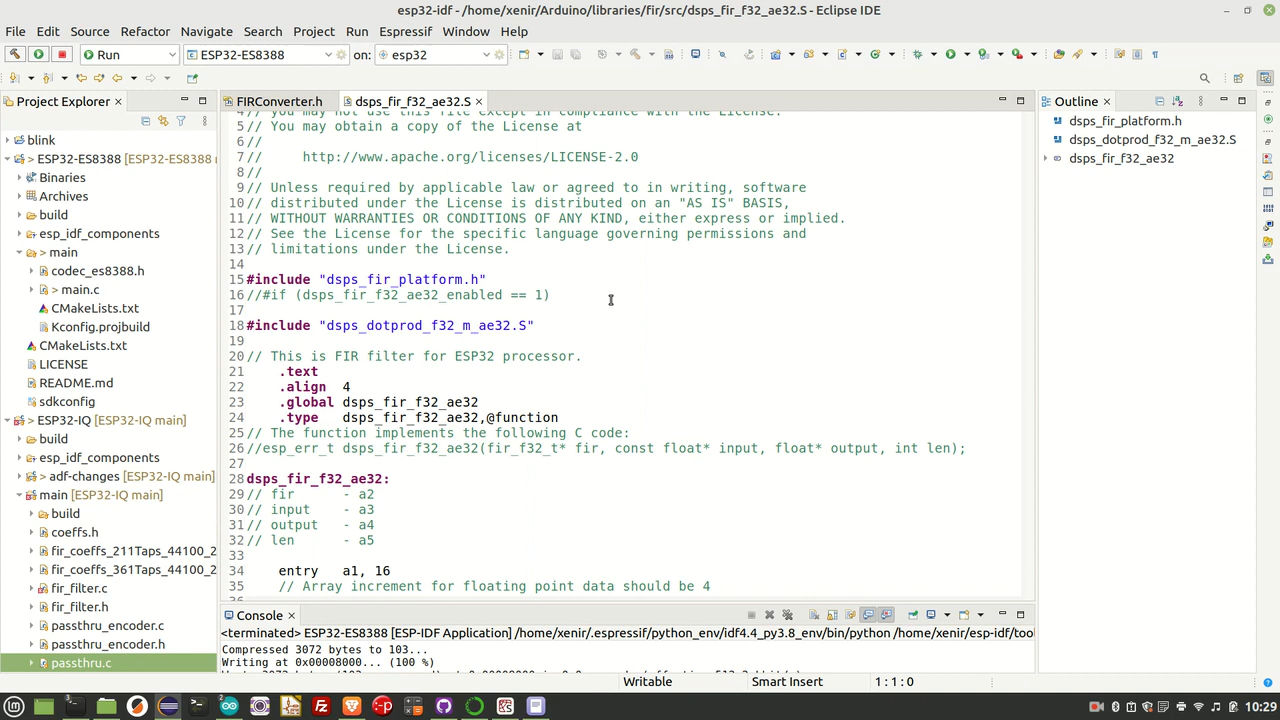 esp32-idf - /home/xenir/Arduino/libraries/fir/src/dsps_fir_f32_ae32.S - Eclipse IDE
File Edit Source Refactor Navigate Search Project Run Espressif Window Help
Run ESP32-ES8388 on: esp32
Project Explorer
blink
> ESP32-ES8388 [ESP32-ES8388
Binaries
Archives
build
esp_idf_components
> main
codec_es8388.h
> main.c
CMakeLists.txt
Kconfig.projbuild
CMakeLists.txt
LICENSE
README.md
sdkconfig
> ESP32-IQ [ESP32-IQ main]
build
esp_idf_components
> adf-changes [ESP32-IQ main]
main [ESP32-IQ main]
build
coeffs.h
fir_coeffs_211Taps_44100_2
fir_coeffs_361Taps_44100_2
fir_filter.c
fir_filter.h
passthru_encoder.c
passthru_encoder.h
passthru.c
FIRConverter.h dsps_fir_f32_ae32.S
4// you may not use this file except in compliance with the License.
5// You may obtain a copy of the License at
6//
7//     http://www.apache.org/licenses/LICENSE-2.0
8//
9// Unless required by applicable law or agreed to in writing, software
10// distributed under the License is distributed on an "AS IS" BASIS,
11// WITHOUT WARRANTIES OR CONDITIONS OF ANY KIND, either express or implied.
12// See the License for the specific language governing permissions and
13// limitations under the License.
14
15#include "dsps_fir_platform.h"
16//#if (dsps_fir_f32_ae32_enabled == 1)
17
18#include "dsps_dotprod_f32_m_ae32.S"
19
20// This is FIR filter for ESP32 processor.
21    .text
22    .align  4
23    .global dsps_fir_f32_ae32
24    .type   dsps_fir_f32_ae32,@function
25// The function implements the following C code:
26//esp_err_t dsps_fir_f32_ae32(fir_f32_t* fir, const float* input, float* output, int len);
27
28dsps_fir_f32_ae32:
29// fir      - a2
30// input    - a3
31// output   - a4
32// len      - a5
33
34    entry   a1, 16
35    // Array increment for floating point data should be 4
Outline
dsps_fir_platform.h
dsps_dotprod_f32_m_ae32.S
dsps_fir_f32_ae32
Console
<terminated> ESP32-ES8388 [ESP-IDF Application] /home/xenir/.espressif/python_env/idf4.4_py3.8_env/bin/python /home/xenir/esp-idf/tool
Compressed 3072 bytes to 103...
Writing at 0x00008000... (100 %)
Writable Smart Insert 1 : 1 : 0
10:29